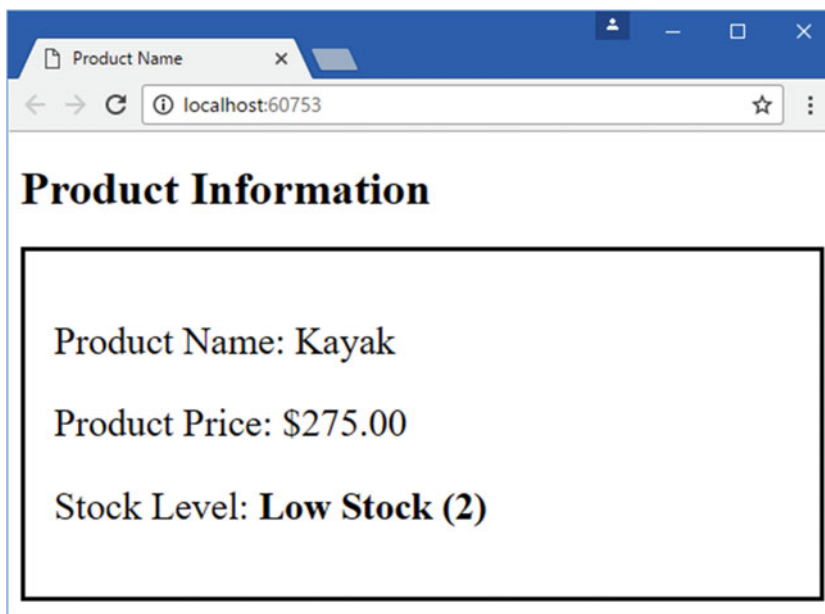 Product Name
localhost:60753
Product Information
Product Name: Kayak
Product Price: $275.00
Stock Level: Low Stock (2)